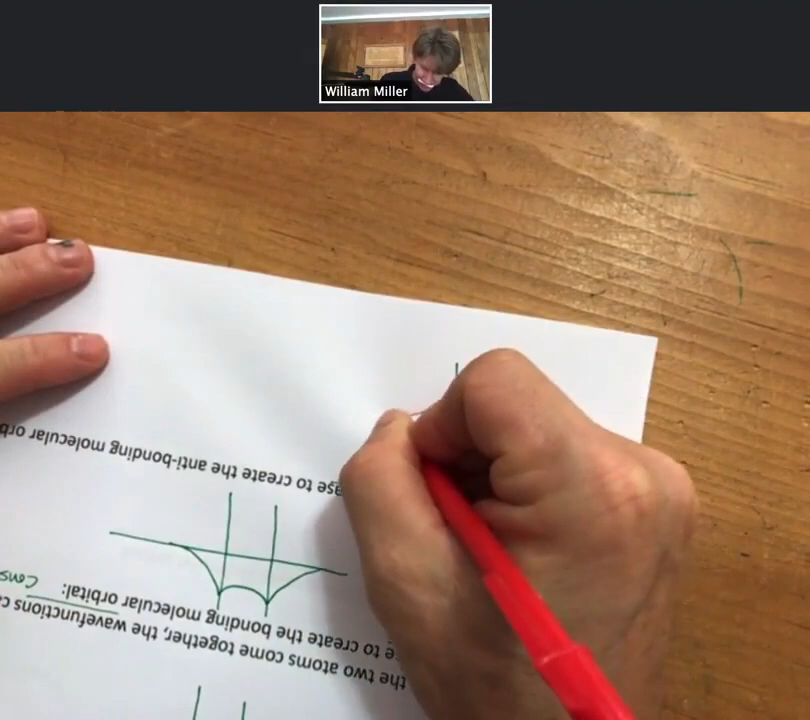 William Miller
the two atoms come together, the wavefunctions c
e to create the bonding molecular orbital: Cons
ase to create the anti-bonding molecular orb